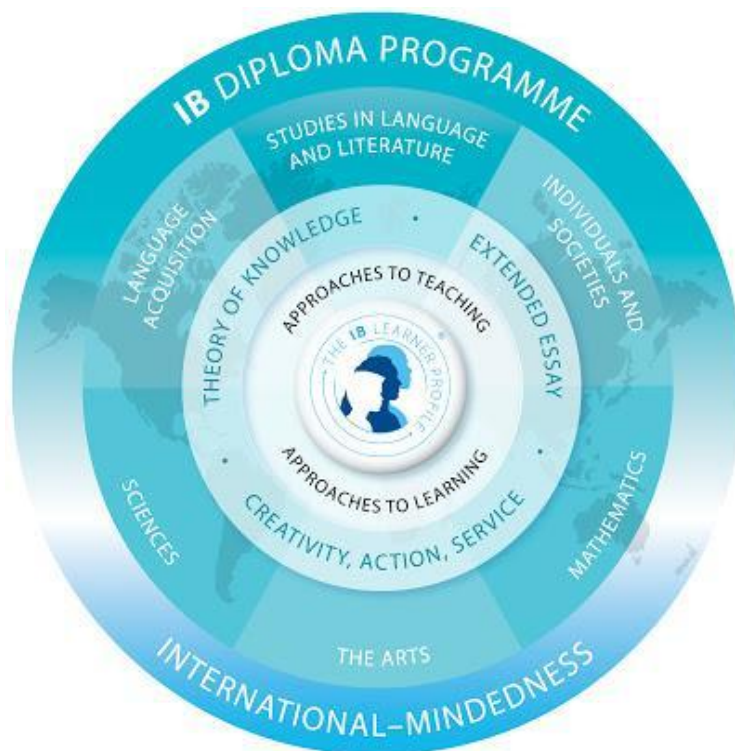 IB DIPLOMA PROGRAMME
STUDIES IN LANGUAGE
AND LITERATURE
LANGUAGE
ACQUISITION
INDIVIDUALS AND
SOCIETIES
THEORY OF KNOWLEDGE
·
EXTENDED ESSAY
APPROACHES TO TEACHING
· THE IB LEARNER PROFILE ·
®
APPROACHES TO LEARNING
·
CREATIVITY, ACTION, SERVICE
·
SCIENCES
MATHEMATICS
THE ARTS
INTERNATIONAL–MINDEDNESS